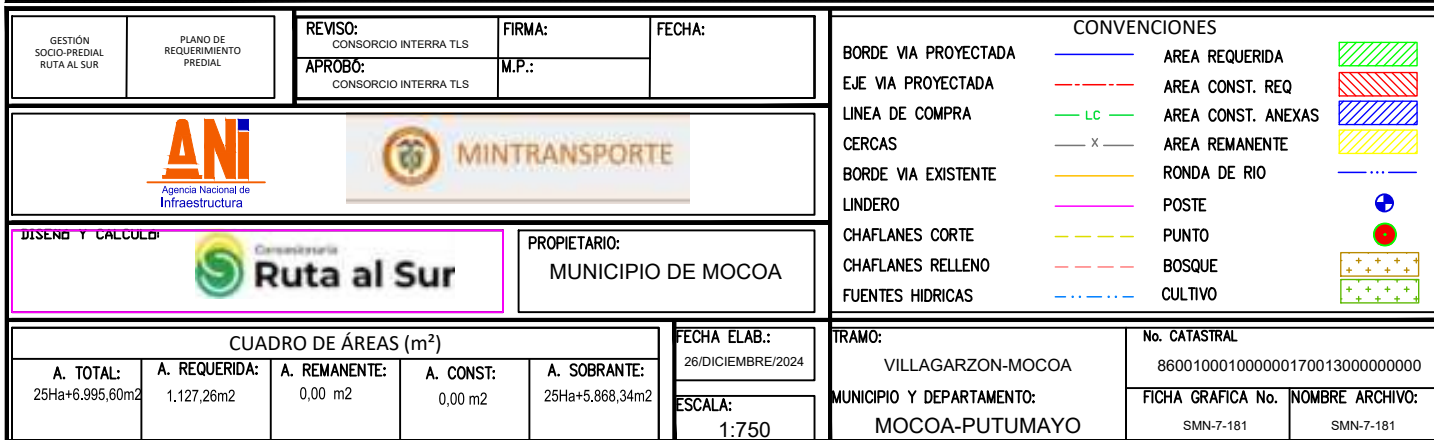 GESTIÓN
SOCIO-PREDIAL
RUTA AL SUR
PLANO DE
REQUERIMIENTO
PREDIAL
REVISO:
CONSORCIO INTERRA TLS
APROBÓ:
CONSORCIO INTERRA TLS
FIRMA:
M.P.:
FECHA:
ANi
Agencia Nacional de
Infraestructura
MINTRANSPORTE
DISEÑO Y CALCULO:
Concesionaria
Ruta al Sur
PROPIETARIO:
MUNICIPIO DE MOCOA
CUADRO DE ÁREAS (m²)
A. TOTAL:
25Ha+6.995,60m2
A. REQUERIDA:
1.127,26m2
A. REMANENTE:
0,00 m2
A. CONST:
0,00 m2
A. SOBRANTE:
25Ha+5.868,34m2
FECHA ELAB.:
26/DICIEMBRE/2024
ESCALA:
1:750
CONVENCIONES
BORDE VIA PROYECTADA
EJE VIA PROYECTADA
LINEA DE COMPRA LC
CERCAS X
BORDE VIA EXISTENTE
LINDERO
CHAFLANES CORTE
CHAFLANES RELLENO
FUENTES HIDRICAS
AREA REQUERIDA
AREA CONST. REQ
AREA CONST. ANEXAS
AREA REMANENTE
RONDA DE RIO
POSTE
PUNTO
BOSQUE
CULTIVO
TRAMO:
VILLAGARZON-MOCOA
MUNICIPIO Y DEPARTAMENTO:
MOCOA-PUTUMAYO
No. CATASTRAL
860010001000000170013000000000
FICHA GRAFICA No.
SMN-7-181
NOMBRE ARCHIVO:
SMN-7-181